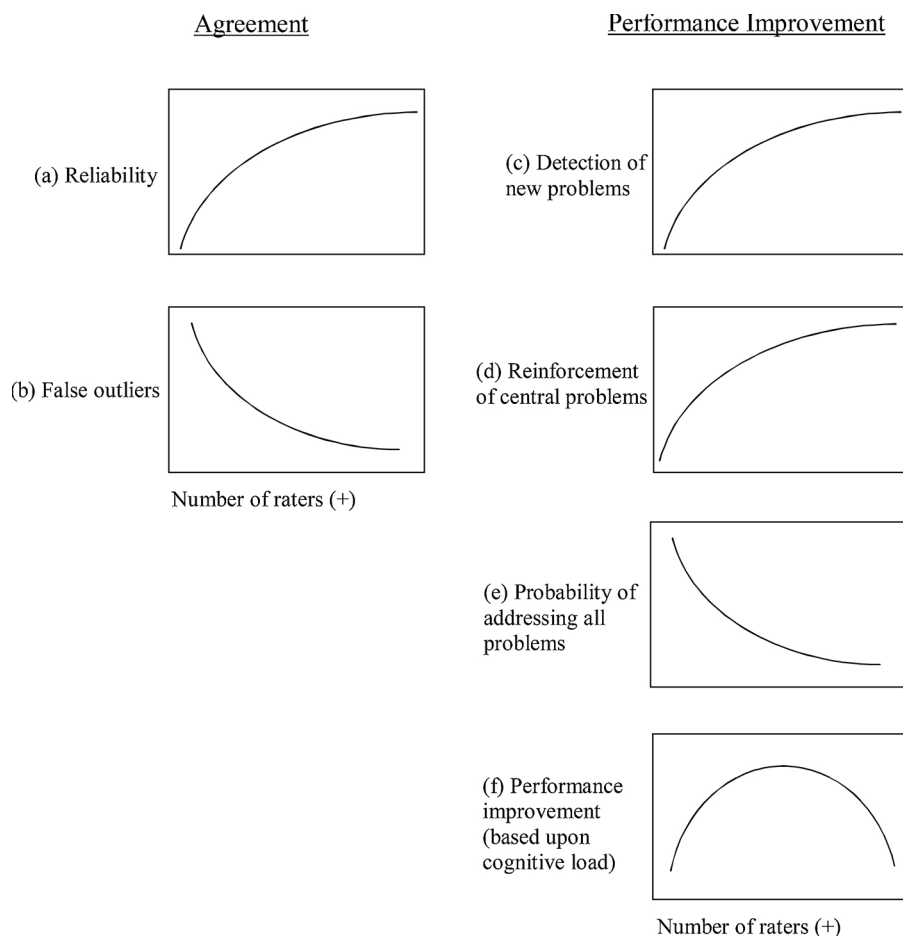 Agreement
Performance Improvement
(a) Reliability
(b) False outliers
Number of raters (+)
(c) Detection of
new problems
(d) Reinforcement
of central problems
(e) Probability of
addressing all
problems
(f) Performance
improvement
(based upon
cognitive load)
Number of raters (+)